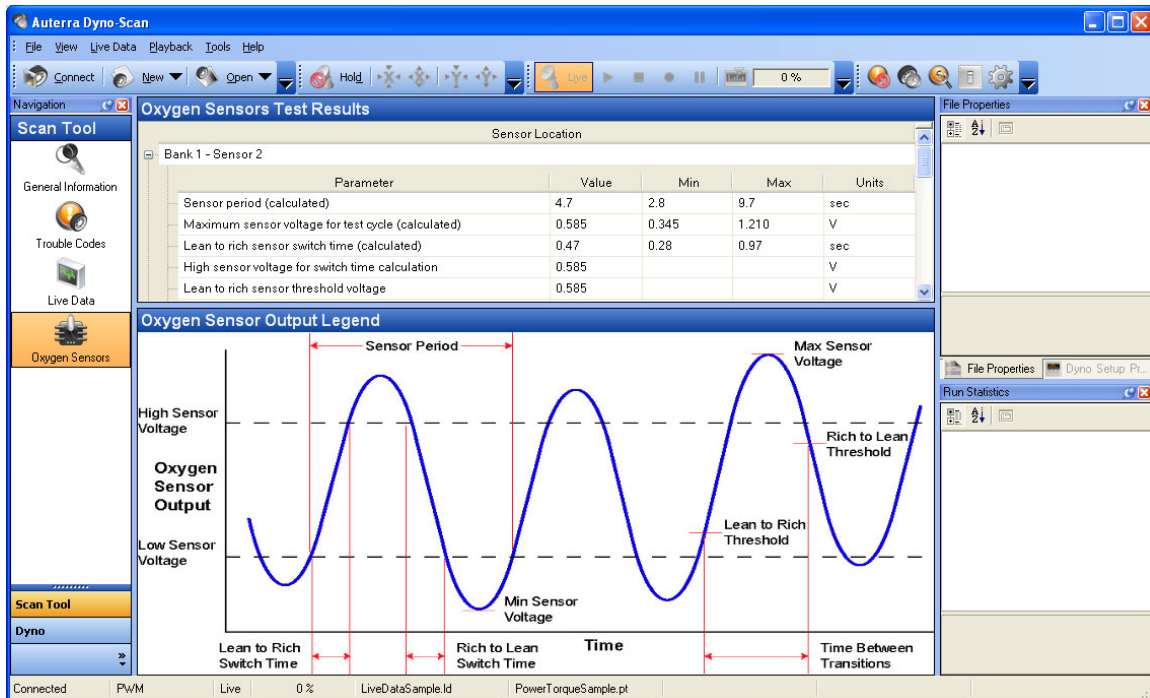 Auterra Dyno-Scan
File View Live Data Playback Tools Help
Connect New Open Hold X X Y Y Live 0 %
Navigation
Scan Tool
General Information
Trouble Codes
Live Data
Oxygen Sensors
Scan Tool
Dyno
Oxygen Sensors Test Results
Sensor Location
Bank 1 - Sensor 2
Parameter Value Min Max Units
Sensor period (calculated) 4.7 2.8 9.7 sec
Maximum sensor voltage for test cycle (calculated) 0.585 0.345 1.210 V
Lean to rich sensor switch time (calculated) 0.47 0.28 0.97 sec
High sensor voltage for switch time calculation 0.585 V
Lean to rich sensor threshold voltage 0.585 V
Oxygen Sensor Output Legend
Sensor Period
Max Sensor
Voltage
High Sensor
Voltage
Rich to Lean
Threshold
Oxygen
Sensor
Output
Lean to Rich
Threshold
Low Sensor
Voltage
Min Sensor
Voltage
Time
Lean to Rich
Switch Time
Rich to Lean
Switch Time
Time Between
Transitions
File Properties
File Properties Dyno Setup Pr...
Run Statistics
Connected PWM Live 0 % LiveDataSample.ld PowerTorqueSample.pt